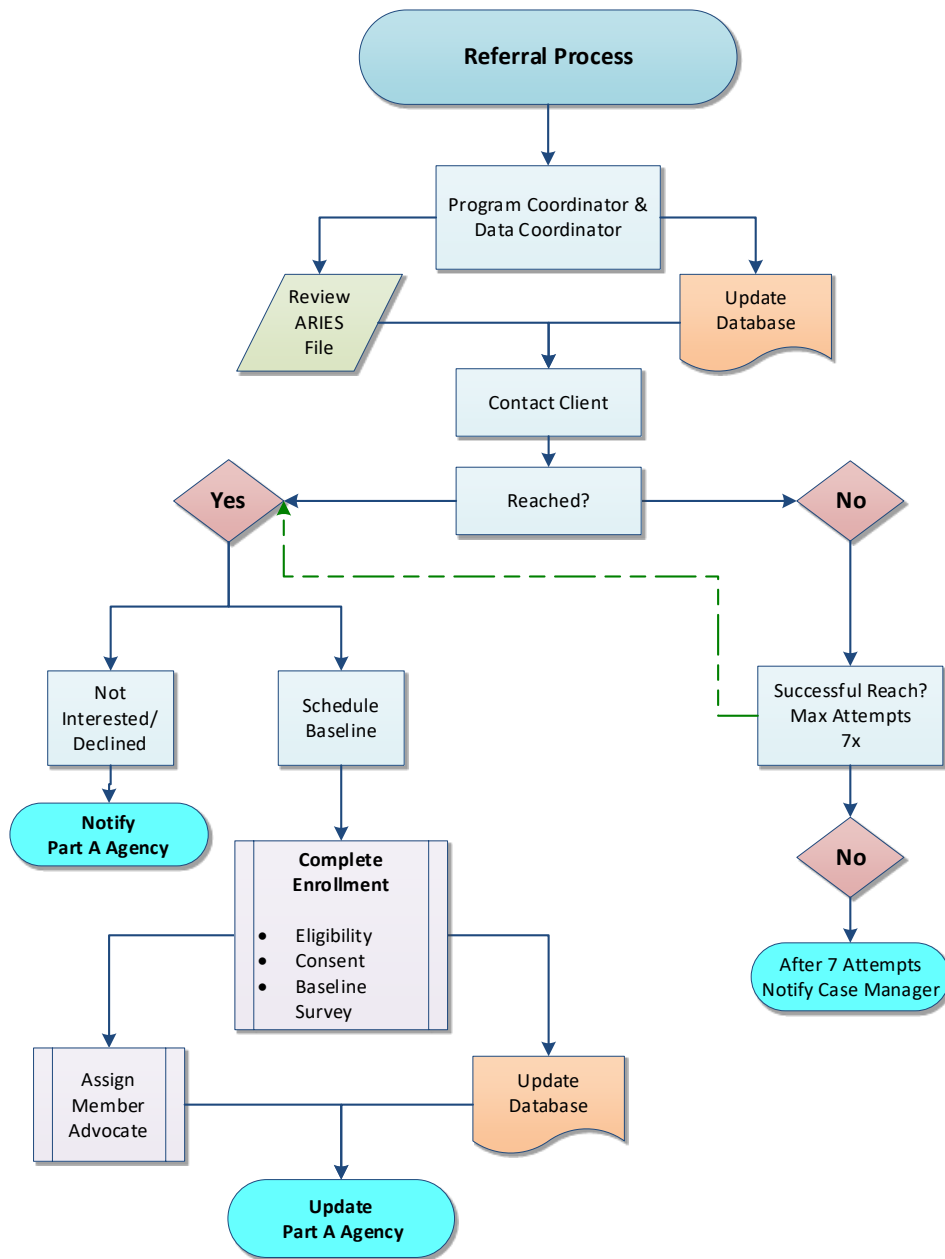 Referral Process
Program Coordinator &
Data Coordinator
Review
ARIES
File
Update
Database
Contact Client
Reached?
Yes
No
Not
Interested/
Declined
Schedule
Baseline
Successful Reach?
Max Attempts
7x
Notify
Part A Agency
No
Complete
Enrollment
• Eligibility
• Consent
• Baseline
Survey
After 7 Attempts
Notify Case Manager
Assign
Member
Advocate
Update
Database
Update
Part A Agency